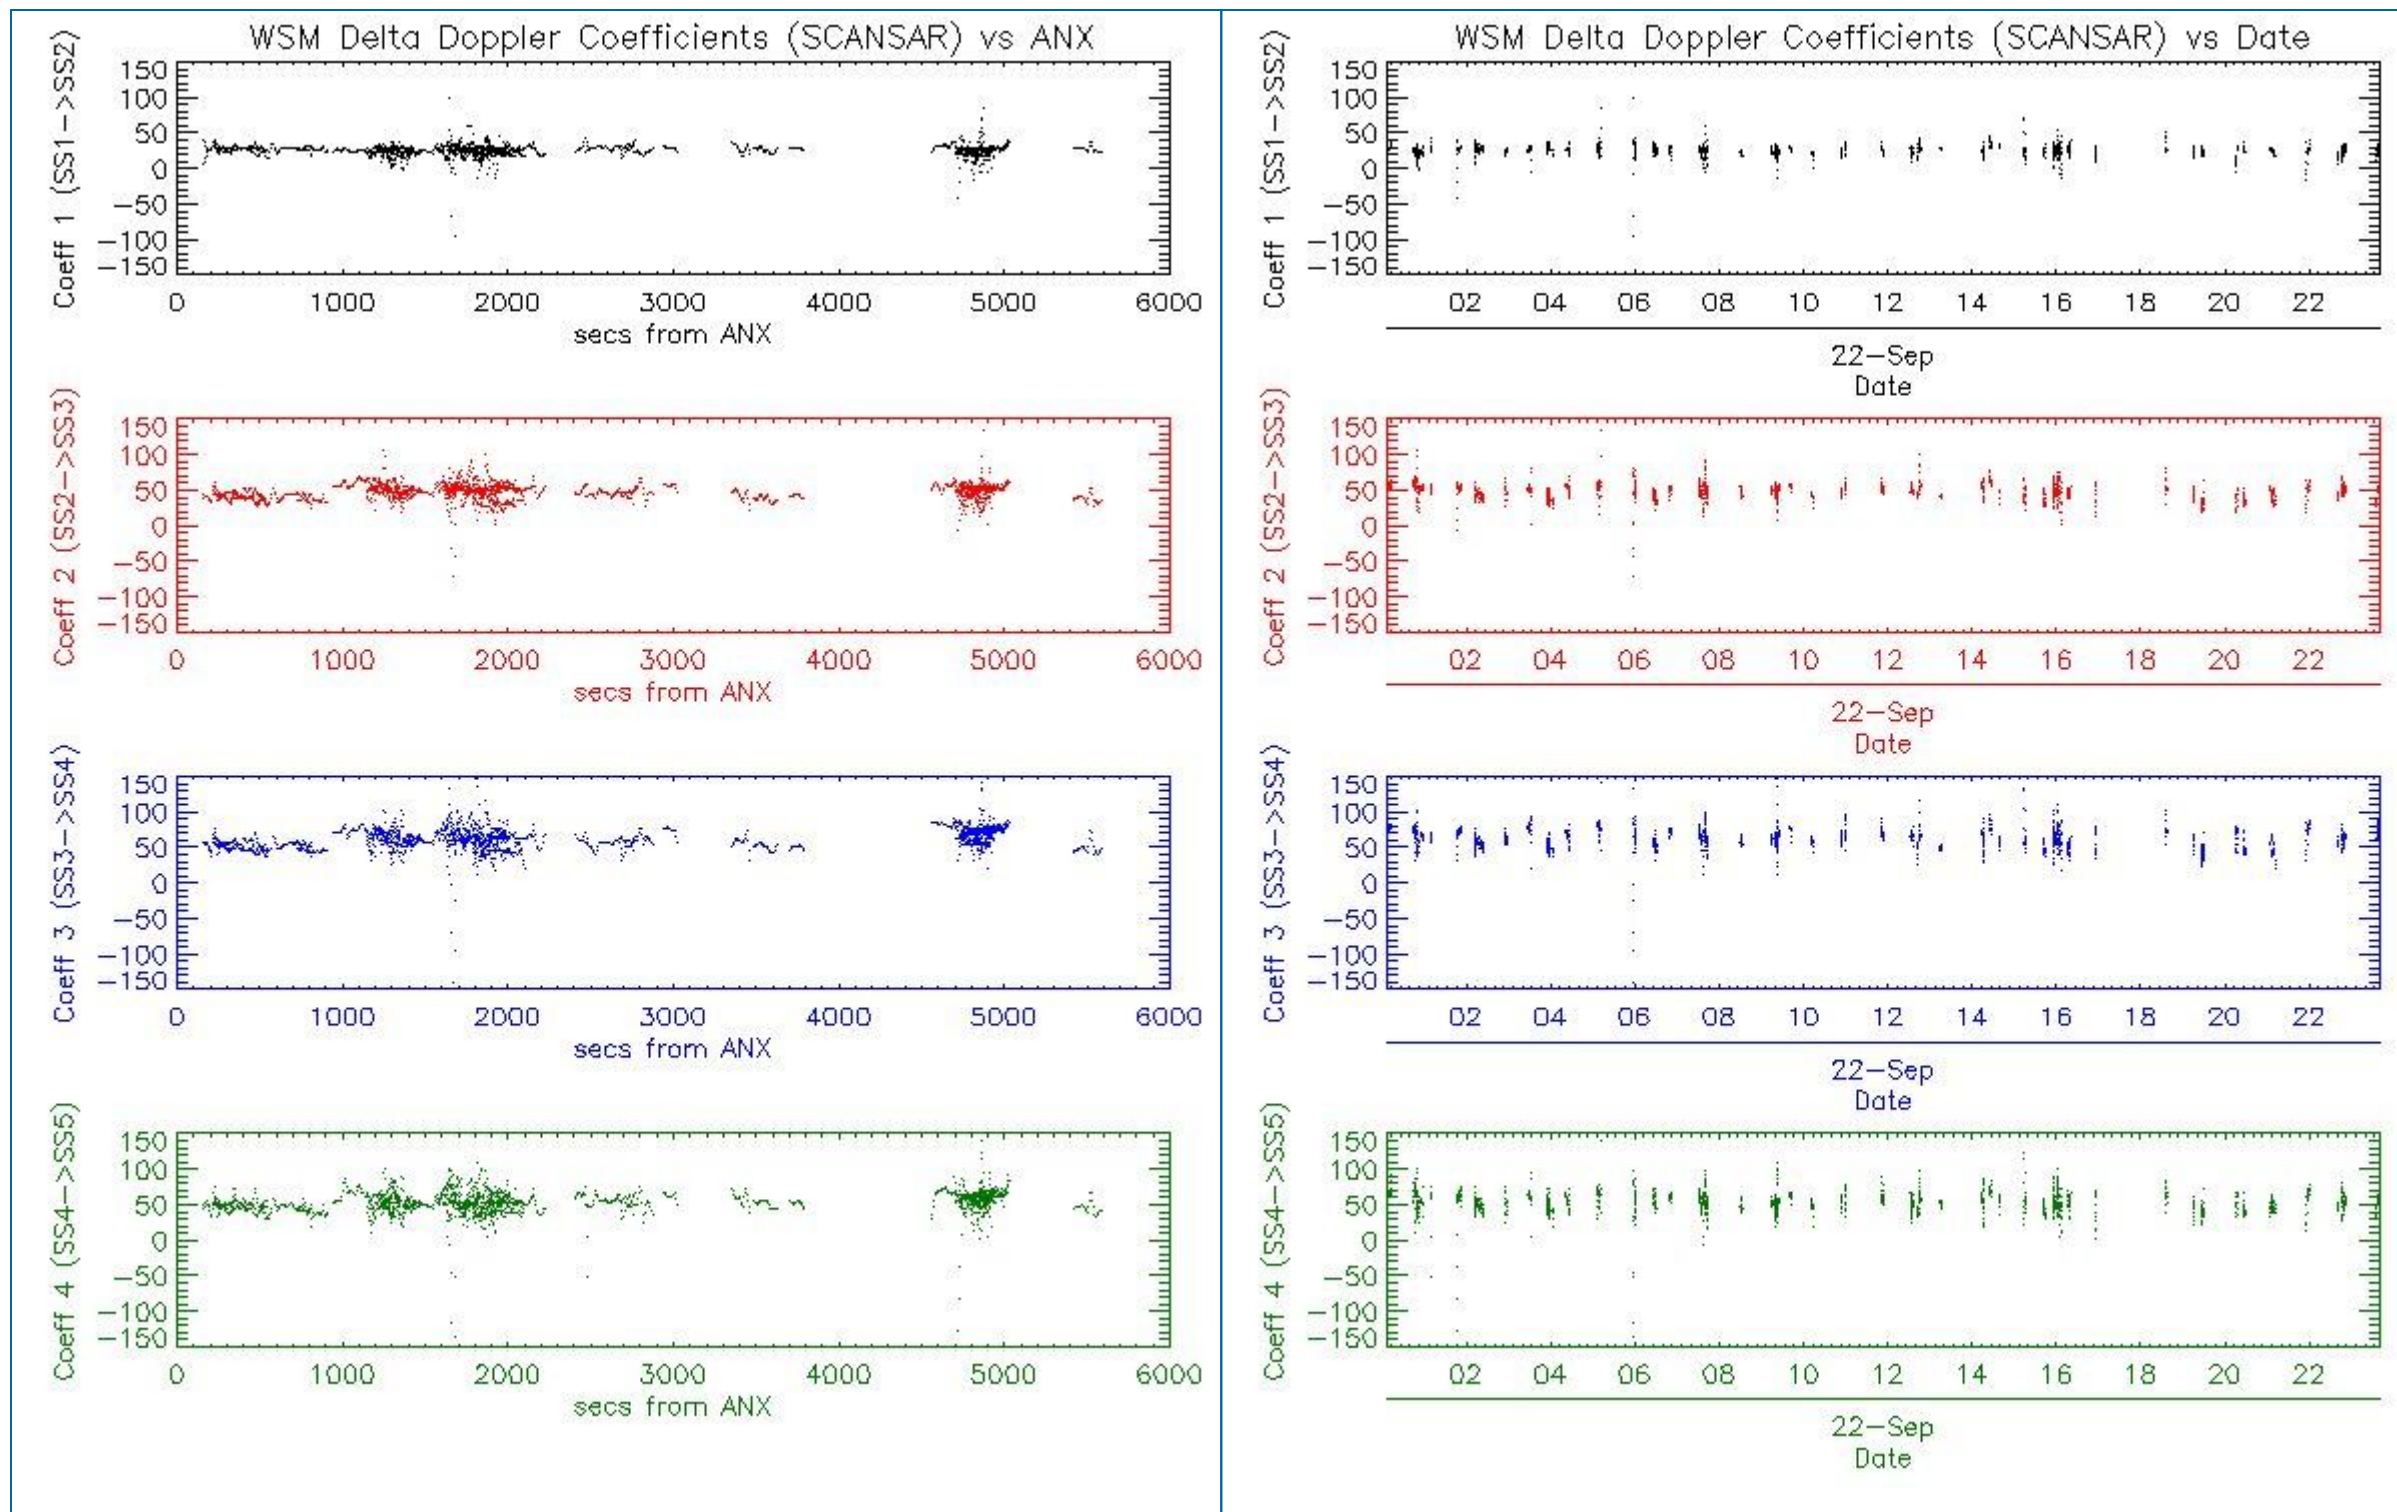 WSM Delta Doppler Coefficients (SCANSAR) vs ANX
Coeff 1 (SS1->SS2)
150
100
50
0
-50
-100
-150
0 1000 2000 3000 4000 5000 6000
secs from ANX
Coeff 2 (SS2->SS3)
150
100
50
0
-50
-100
-150
0 1000 2000 3000 4000 5000 6000
secs from ANX
Coeff 3 (SS3->SS4)
150
100
50
0
-50
-100
-150
0 1000 2000 3000 4000 5000 6000
secs from ANX
Coeff 4 (SS4->SS5)
150
100
50
0
-50
-100
-150
0 1000 2000 3000 4000 5000 6000
secs from ANX
WSM Delta Doppler Coefficients (SCANSAR) vs Date
Coeff 1 (SS1->SS2)
150
100
50
0
-50
-100
-150
02 04 06 08 10 12 14 16 18 20 22
22-Sep
Date
Coeff 2 (SS2->SS3)
150
100
50
0
-50
-100
-150
02 04 06 08 10 12 14 16 18 20 22
22-Sep
Date
Coeff 3 (SS3->SS4)
150
100
50
0
-50
-100
-150
02 04 06 08 10 12 14 16 18 20 22
22-Sep
Date
Coeff 4 (SS4->SS5)
150
100
50
0
-50
-100
-150
02 04 06 08 10 12 14 16 18 20 22
22-Sep
Date